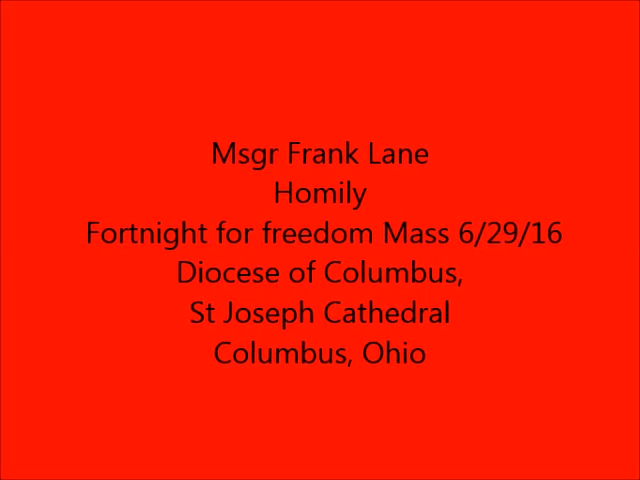 Msgr Frank Lane
Homily
Fortnight for freedom Mass 6/29/16
Diocese of Columbus,
St Joseph Cathedral
Columbus, Ohio